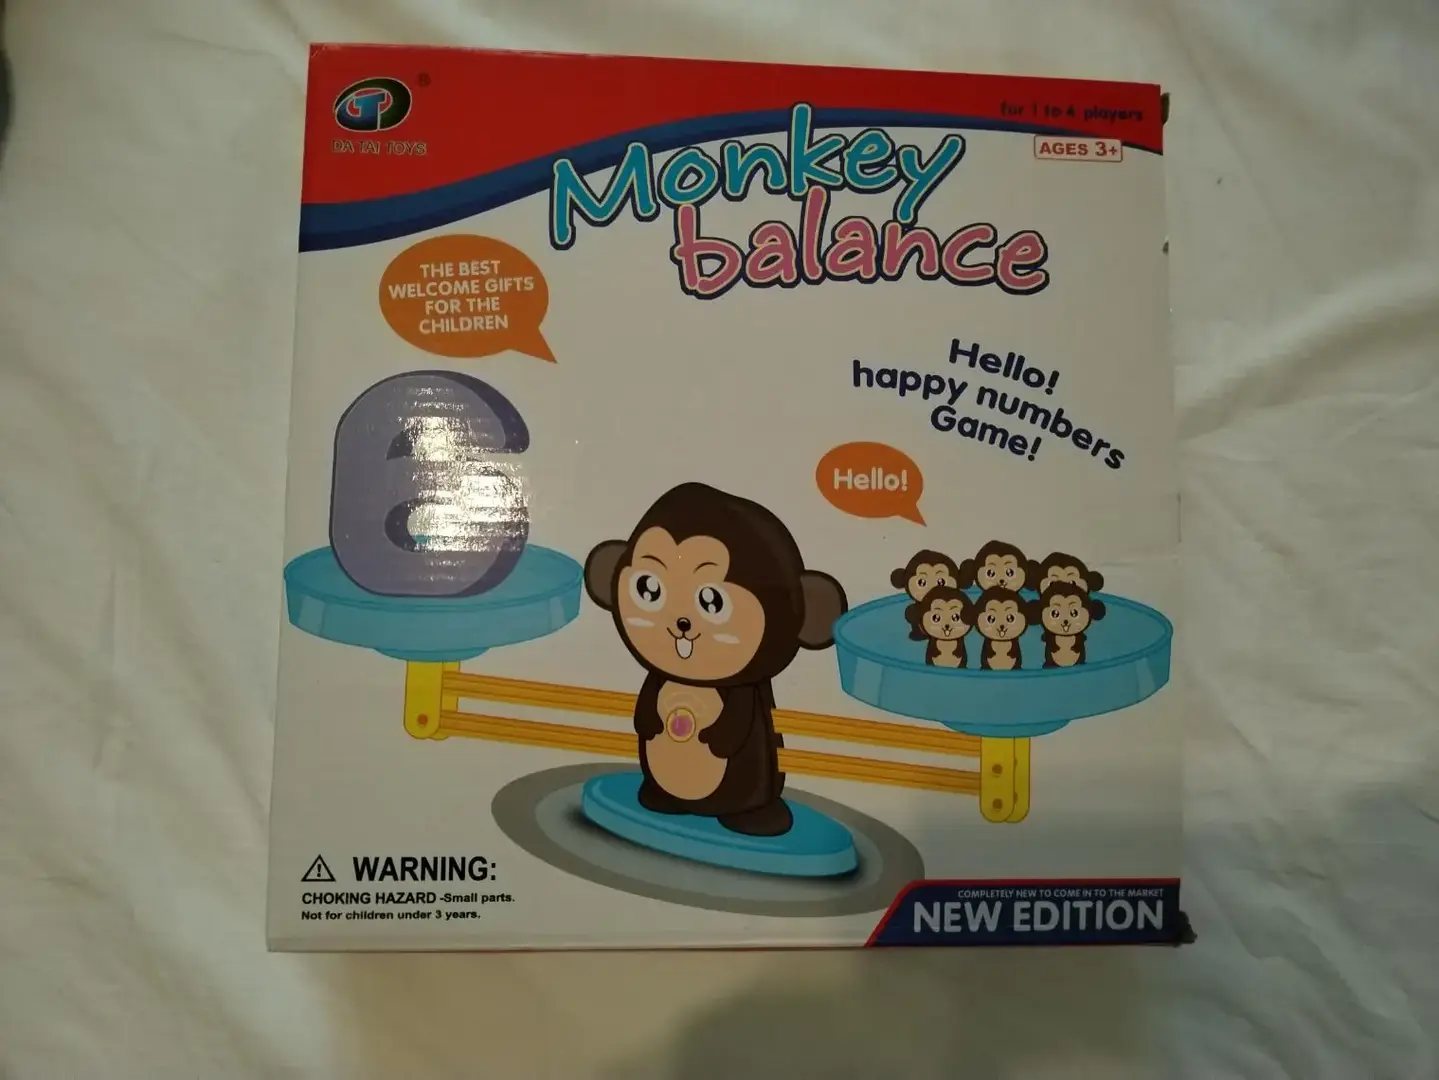 DA TAI TOYS
®
for 1 to 4 players
AGES 3+
Monkey
balance
THE BEST
WELCOME GIFTS
FOR THE
CHILDREN
Hello!
happy numbers
Game!
Hello!
6
WARNING:
CHOKING HAZARD -Small parts.
Not for children under 3 years.
COMPLETELY NEW TO COME IN TO THE MARKET
NEW EDITION